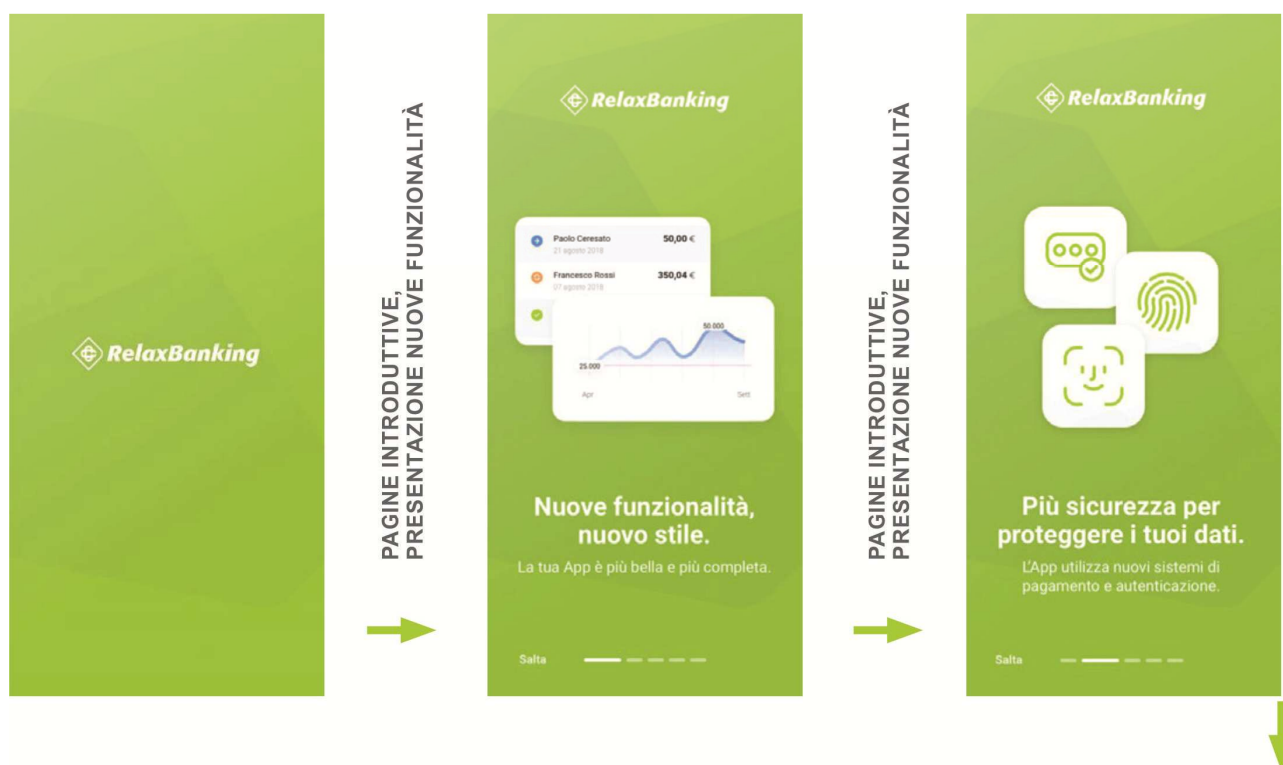 RelaxBanking
PAGINE INTRODUTTIVE,
PRESENTAZIONE NUOVE FUNZIONALITÀ
RelaxBanking
Paolo Ceresato
50,00 €
21 agosto 2018
Francesco Rossi
350,04 €
07 agosto 2018
50.000
25.000
Apr
Sett
Nuove funzionalità,
nuovo stile.
La tua App è più bella e più completa.
Salta
PAGINE INTRODUTTIVE,
PRESENTAZIONE NUOVE FUNZIONALITÀ
RelaxBanking
Più sicurezza per
proteggere i tuoi dati.
L'App utilizza nuovi sistemi di
pagamento e autenticazione.
Salta